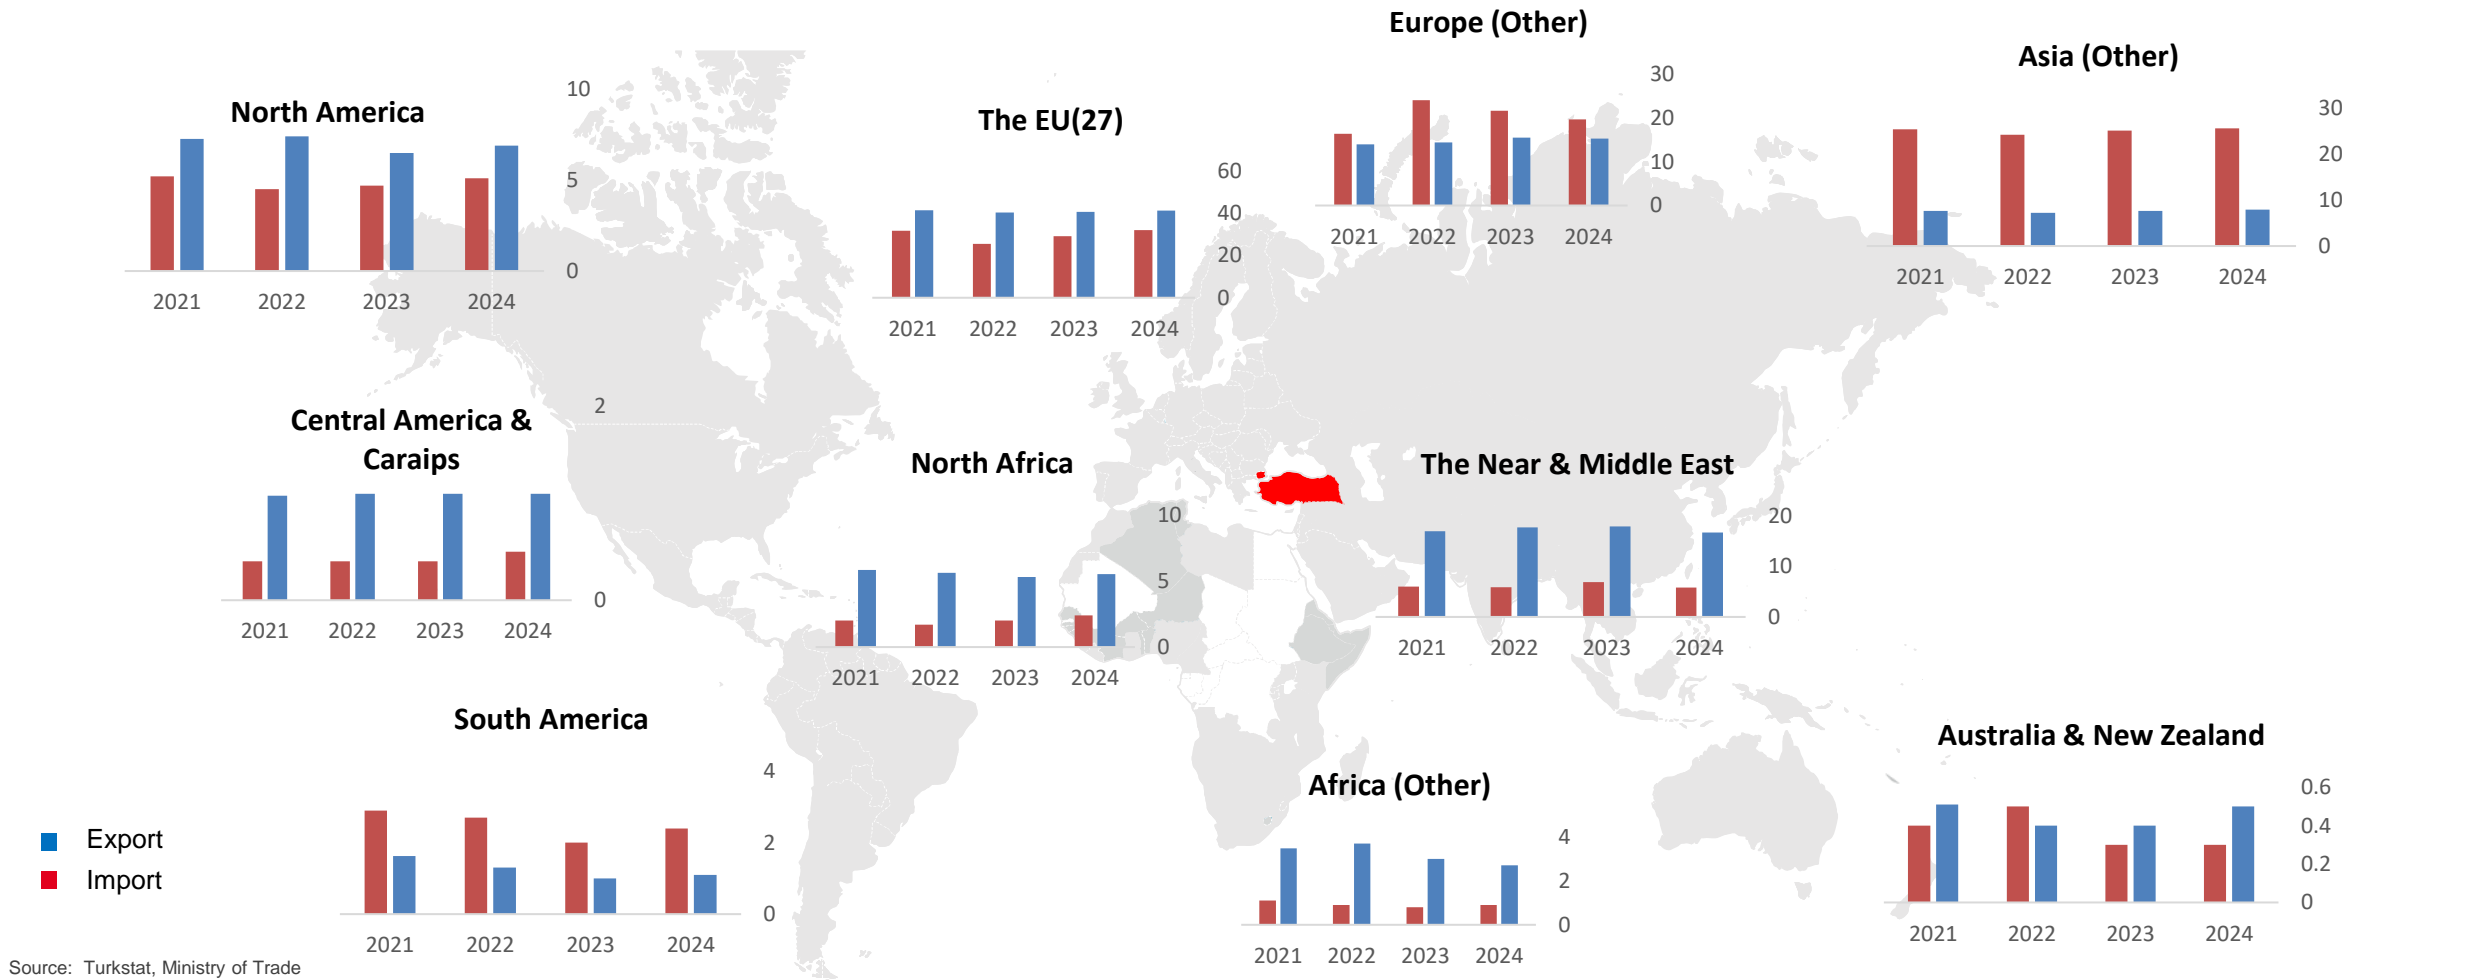 Europe (Other)
30
20
10
0
2021 2022 2023 2024
Asia (Other)
30
20
10
0
2021 2022 2023 2024
North America
10
5
0
2021 2022 2023 2024
The EU(27)
60
40
20
0
2021 2022 2023 2024
Central America &
Caraips
2
0
2021 2022 2023 2024
North Africa
10
5
0
2021 2022 2023 2024
The Near & Middle East
20
10
0
2021 2022 2023 2024
South America
4
2
0
2021 2022 2023 2024
Africa (Other)
4
2
0
2021 2022 2023 2024
Australia & New Zealand
0.6
0.4
0.2
0
2021 2022 2023 2024
Export
Import
Source: Turkstat, Ministry of Trade